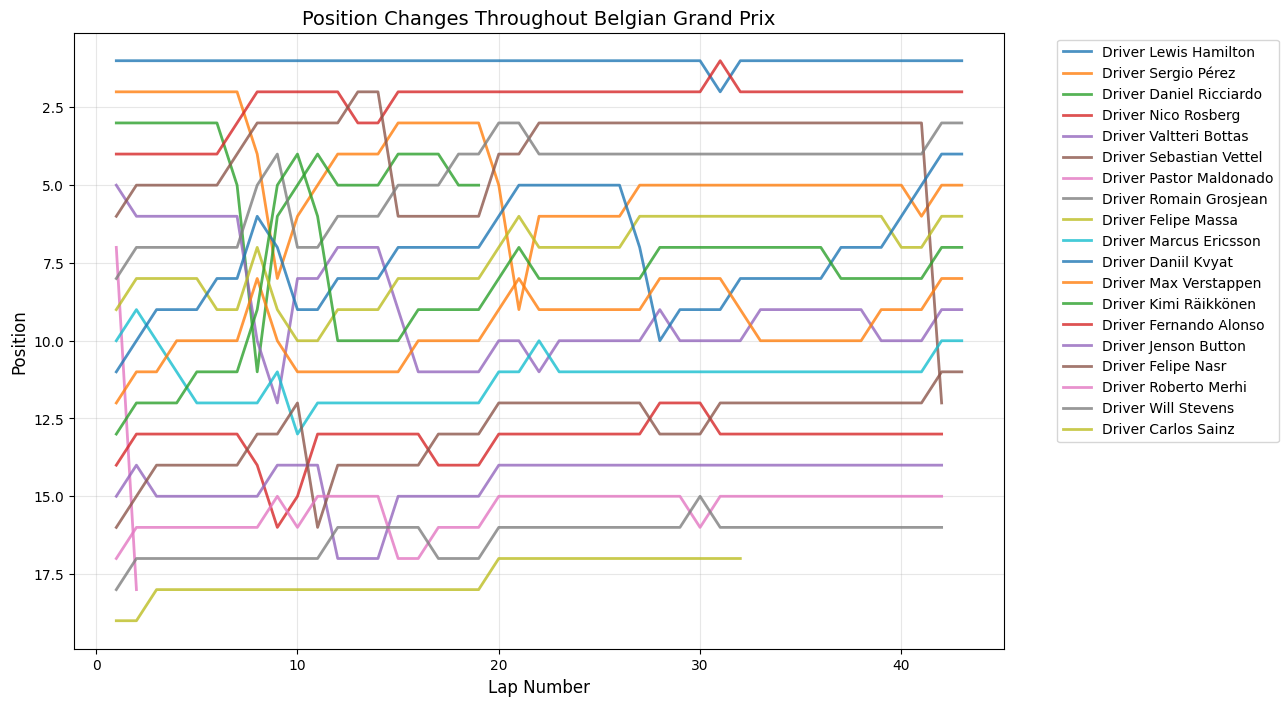 Position Changes Throughout Belgian Grand Prix
Position
2.5
5.0
7.5
10.0
12.5
15.0
17.5
0
10
20
30
40
Lap Number
Driver Lewis Hamilton
Driver Sergio Pérez
Driver Daniel Ricciardo
Driver Nico Rosberg
Driver Valtteri Bottas
Driver Sebastian Vettel
Driver Pastor Maldonado
Driver Romain Grosjean
Driver Felipe Massa
Driver Marcus Ericsson
Driver Daniil Kvyat
Driver Max Verstappen
Driver Kimi Räikkönen
Driver Fernando Alonso
Driver Jenson Button
Driver Felipe Nasr
Driver Roberto Merhi
Driver Will Stevens
Driver Carlos Sainz